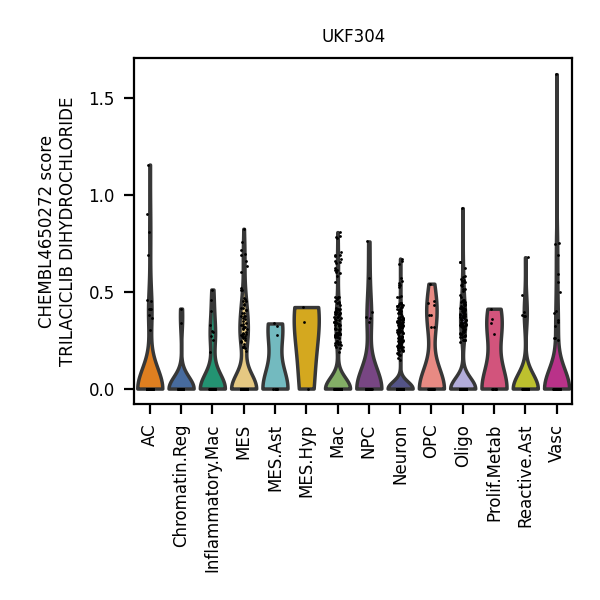 UKF304
CHEMBL4650272 score
TRILACICLIB DIHYDROCHLORIDE
1.5
1.0
0.5
0.0
AC
Chromatin.Reg
Inflammatory.Mac
MES
MES.Ast
MES.Hyp
Mac
NPC
Neuron
OPC
Oligo
Prolif.Metab
Reactive.Ast
Vasc